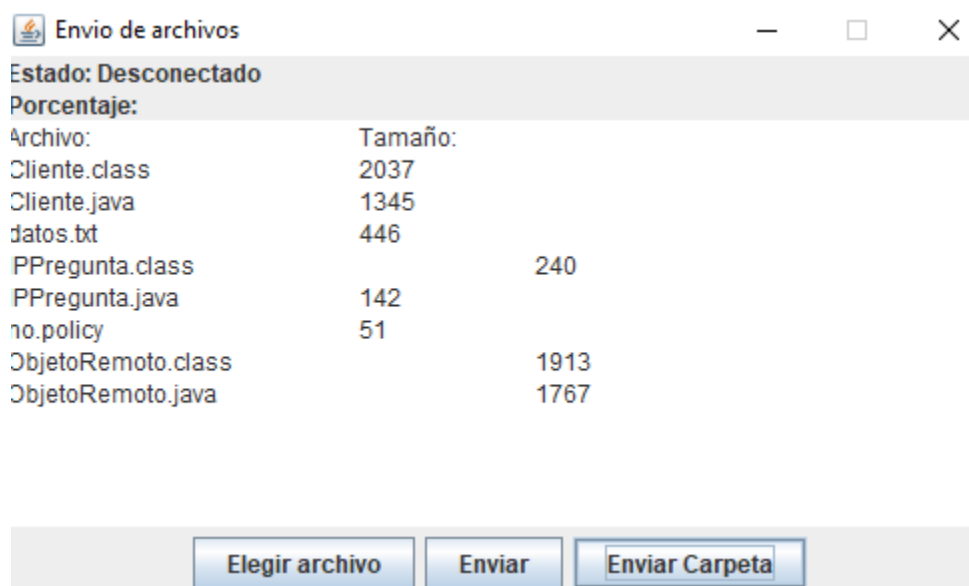 Envio de archivos
Estado: Desconectado
Porcentaje:
Archivo: Tamaño:
Cliente.class 2037
Cliente.java 1345
datos.txt 446
IPPregunta.class 240
IPPregunta.java 142
no.policy 51
ObjetoRemoto.class 1913
ObjetoRemoto.java 1767
Elegir archivo Enviar Enviar Carpeta